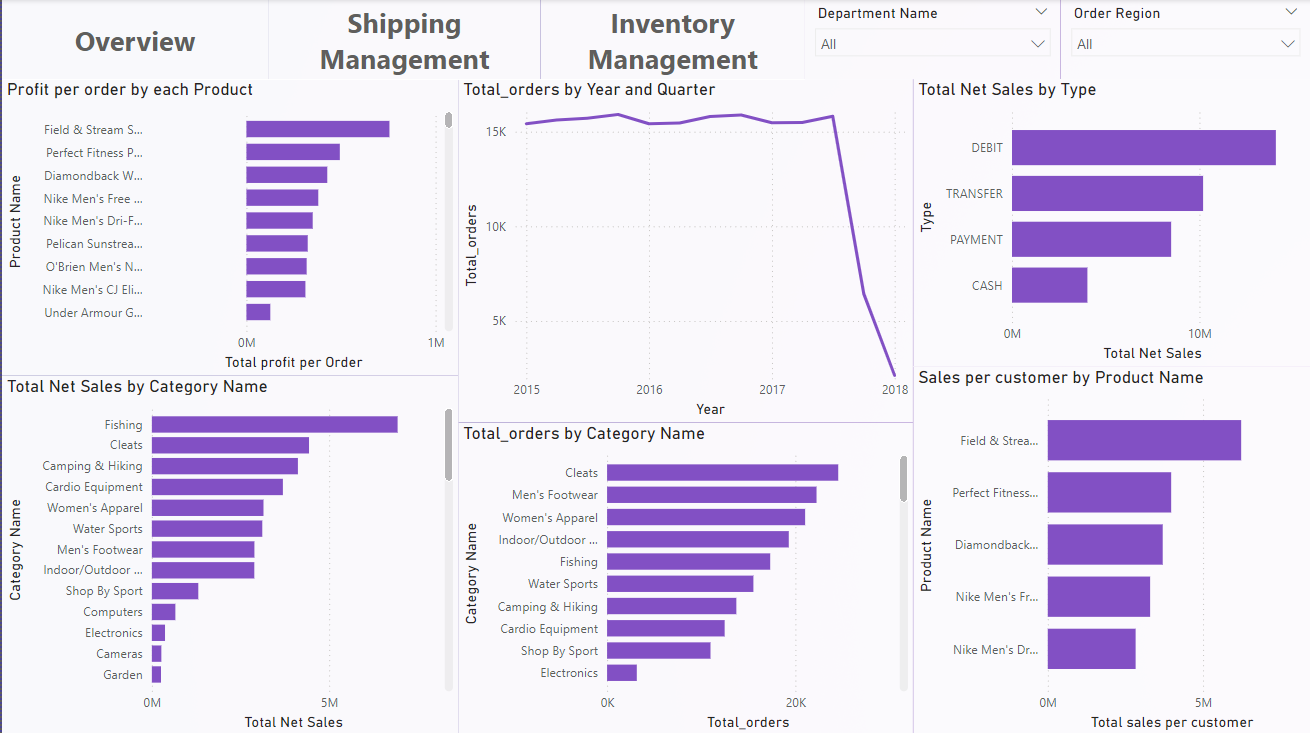 Overview
Shipping
Management
Inventory
Management
Department Name
All
Order Region
All
Profit per order by each Product
Product Name
Field & Stream S...
Perfect Fitness P...
Diamondback W...
Nike Men's Free ...
Nike Men's Dri-F...
Pelican Sunstrea...
O'Brien Men's N...
Nike Men's CJ Eli...
Under Armour G...
0M
1M
Total profit per Order
Total_orders by Year and Quarter
Total_orders
15K
10K
5K
2015
2016
2017
2018
Year
Total Net Sales by Type
Type
DEBIT
TRANSFER
PAYMENT
CASH
0M
10M
Total Net Sales
Total Net Sales by Category Name
Category Name
Fishing
Cleats
Camping & Hiking
Cardio Equipment
Women's Apparel
Water Sports
Men's Footwear
Indoor/Outdoor ...
Shop By Sport
Computers
Electronics
Cameras
Garden
0M
5M
Total Net Sales
Total_orders by Category Name
Category Name
Cleats
Men's Footwear
Women's Apparel
Indoor/Outdoor ...
Fishing
Water Sports
Camping & Hiking
Cardio Equipment
Shop By Sport
Electronics
0K
20K
Total_orders
Sales per customer by Product Name
Product Name
Field & Strea...
Perfect Fitness...
Diamondback...
Nike Men's Fr...
Nike Men's Dr...
0M
5M
Total sales per customer